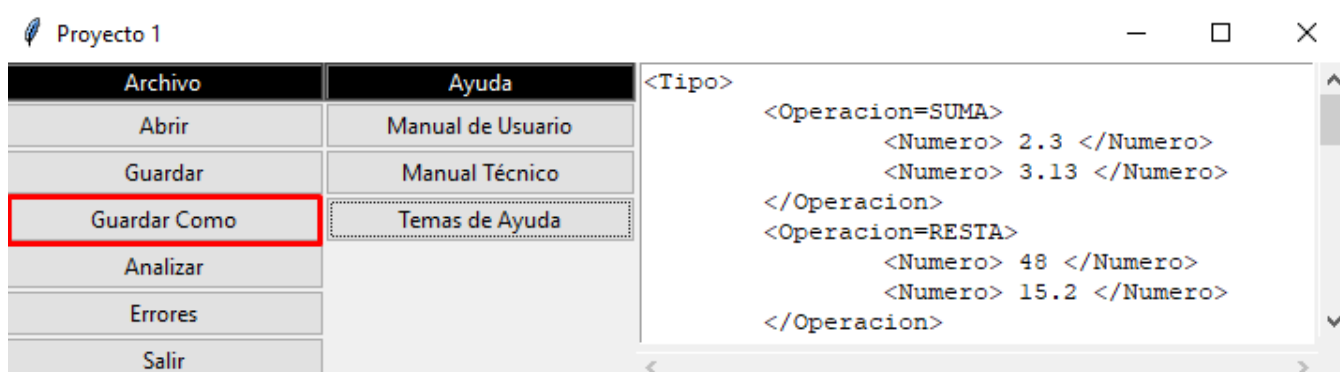 Proyecto 1
Archivo
Ayuda
Abrir
Manual de Usuario
Guardar
Manual Técnico
Guardar Como
Temas de Ayuda
Analizar
Errores
Salir
<Tipo>
<Operacion=SUMA>
<Numero> 2.3 </Numero>
<Numero> 3.13 </Numero>
</Operacion>
<Operacion=RESTA>
<Numero> 48 </Numero>
<Numero> 15.2 </Numero>
</Operacion>